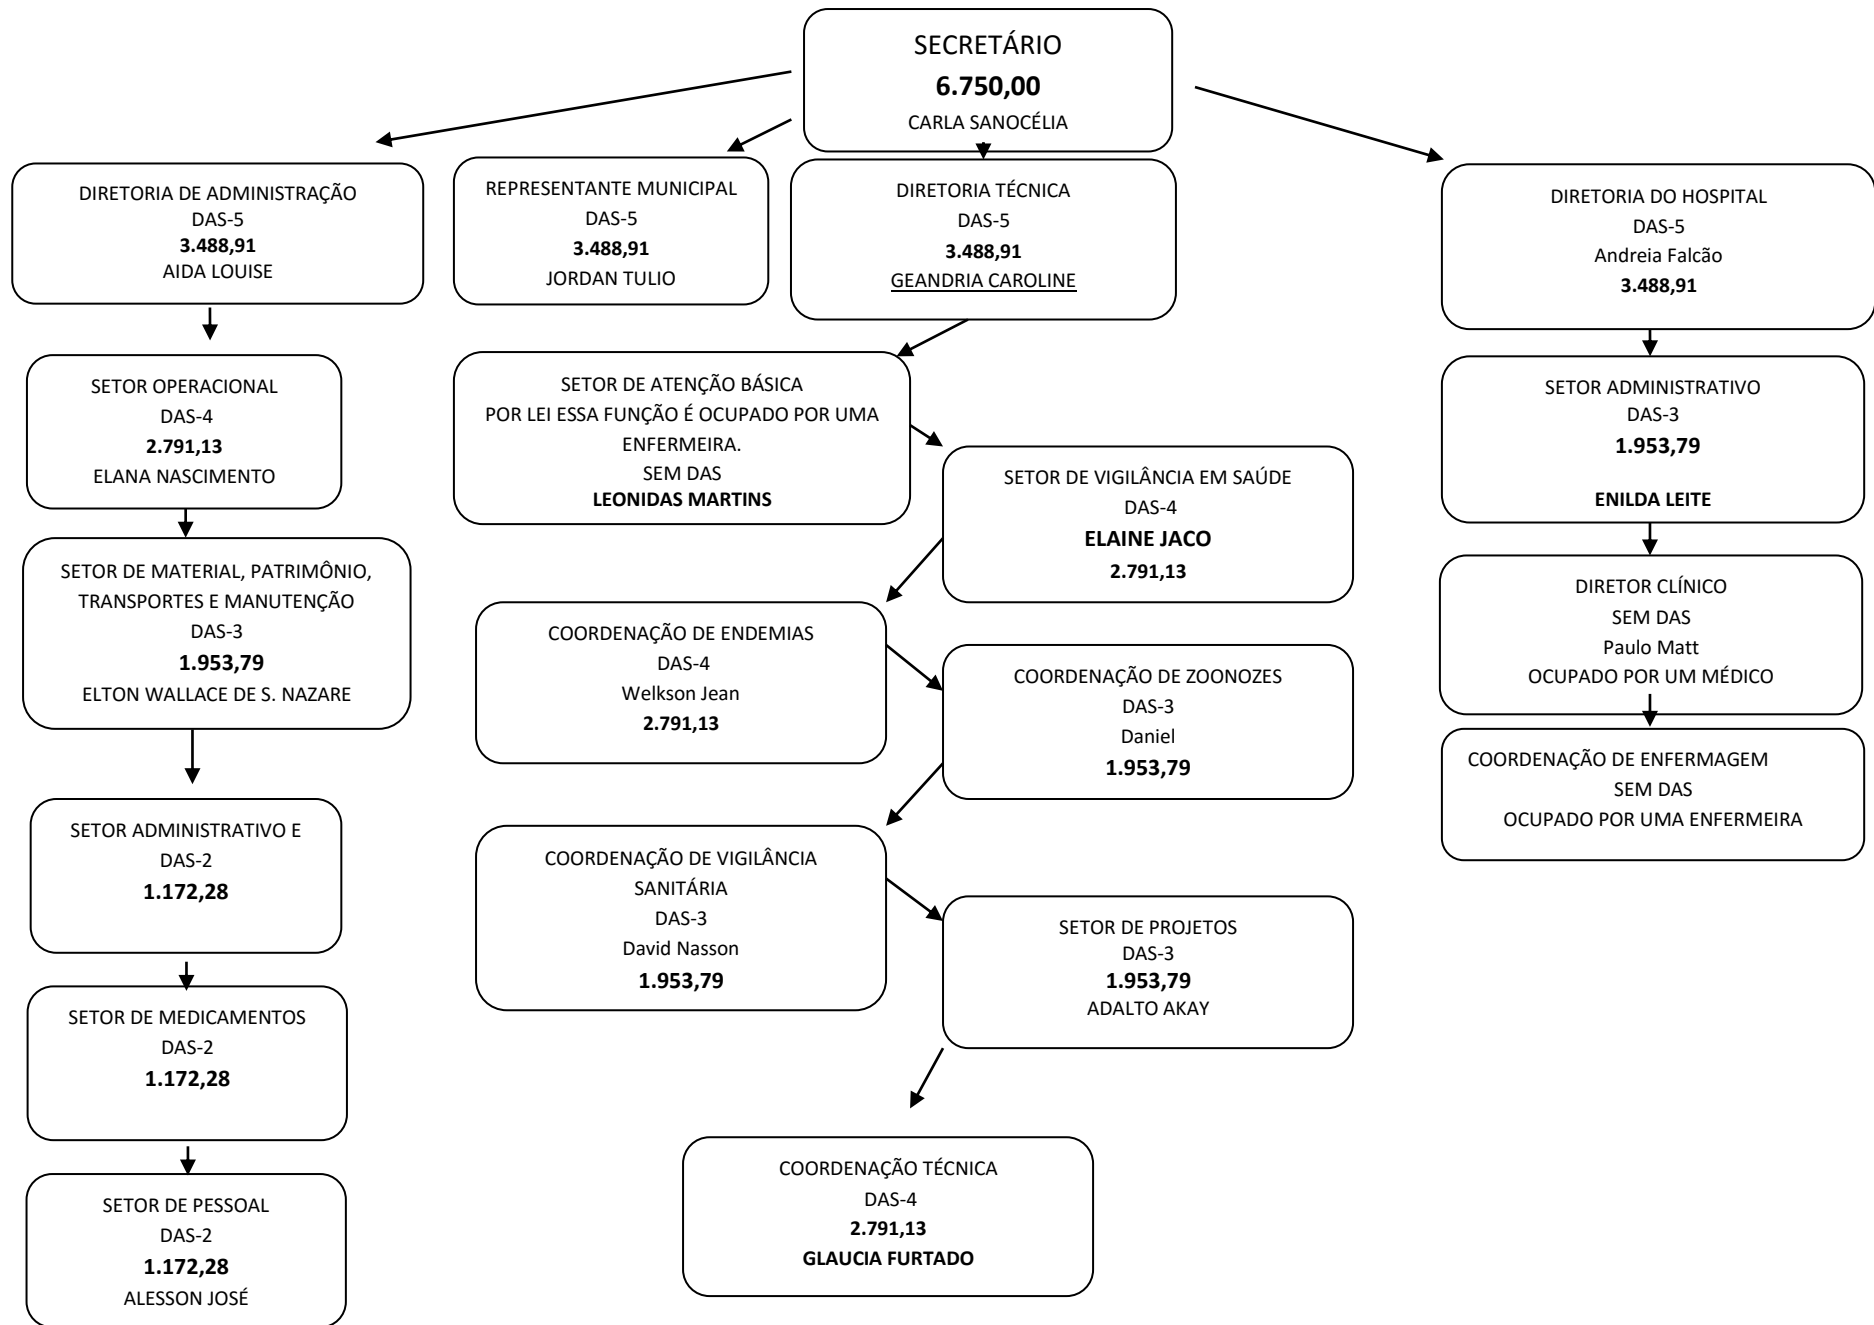 SECRETÁRIO
6.750,00
CARLA SANOCÉLIA
DIRETORIA DE ADMINISTRAÇÃO
DAS-5
3.488,91
AIDA LOUISE
REPRESENTANTE MUNICIPAL
DAS-5
3.488,91
JORDAN TULIO
DIRETORIA TÉCNICA
DAS-5
3.488,91
GEANDRIA CAROLINE
DIRETORIA DO HOSPITAL
DAS-5
Andreia Falcão
3.488,91
SETOR OPERACIONAL
DAS-4
2.791,13
ELANA NASCIMENTO
SETOR DE ATENÇÃO BÁSICA
POR LEI ESSA FUNÇÃO É OCUPADO POR UMA
ENFERMEIRA.
SEM DAS
LEONIDAS MARTINS
SETOR ADMINISTRATIVO
DAS-3
1.953,79
ENILDA LEITE
SETOR DE VIGILÂNCIA EM SAÚDE
DAS-4
ELAINE JACO
2.791,13
SETOR DE MATERIAL, PATRIMÔNIO,
TRANSPORTES E MANUTENÇÃO
DAS-3
1.953,79
ELTON WALLACE DE S. NAZARE
DIRETOR CLÍNICO
SEM DAS
Paulo Matt
OCUPADO POR UM MÉDICO
COORDENAÇÃO DE ENDEMIAS
DAS-4
Welkson Jean
2.791,13
COORDENAÇÃO DE ZOONOZES
DAS-3
Daniel
1.953,79
COORDENAÇÃO DE ENFERMAGEM
SEM DAS
OCUPADO POR UMA ENFERMEIRA
SETOR ADMINISTRATIVO E
DAS-2
1.172,28
COORDENAÇÃO DE VIGILÂNCIA
SANITÁRIA
DAS-3
David Nasson
1.953,79
SETOR DE PROJETOS
DAS-3
1.953,79
ADALTO AKAY
SETOR DE MEDICAMENTOS
DAS-2
1.172,28
COORDENAÇÃO TÉCNICA
DAS-4
2.791,13
GLAUCIA FURTADO
SETOR DE PESSOAL
DAS-2
1.172,28
ALESSON JOSÉ